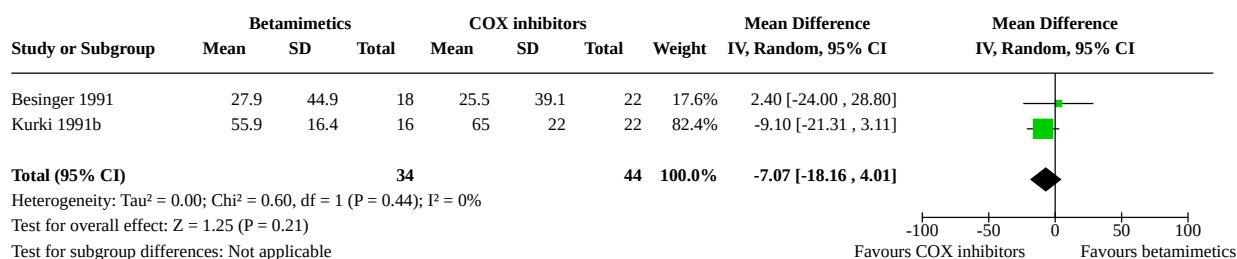 Betamimetics COX inhibitors Mean Difference Mean Difference
Study or Subgroup Mean SD Total Mean SD Total Weight IV, Random, 95% CI IV, Random, 95% CI
Besinger 1991 27.9 44.9 18 25.5 39.1 22 17.6% 2.40 [-24.00 , 28.80]
Kurki 1991b 55.9 16.4 16 65 22 22 82.4% -9.10 [-21.31 , 3.11]
Total (95% CI) 34 44 100.0% -7.07 [-18.16 , 4.01]
Heterogeneity: Tau² = 0.00; Chi² = 0.60, df = 1 (P = 0.44); I² = 0%
Test for overall effect: Z = 1.25 (P = 0.21) -100 -50 0 50 100
Test for subgroup differences: Not applicable Favours COX inhibitors Favours betamimetics